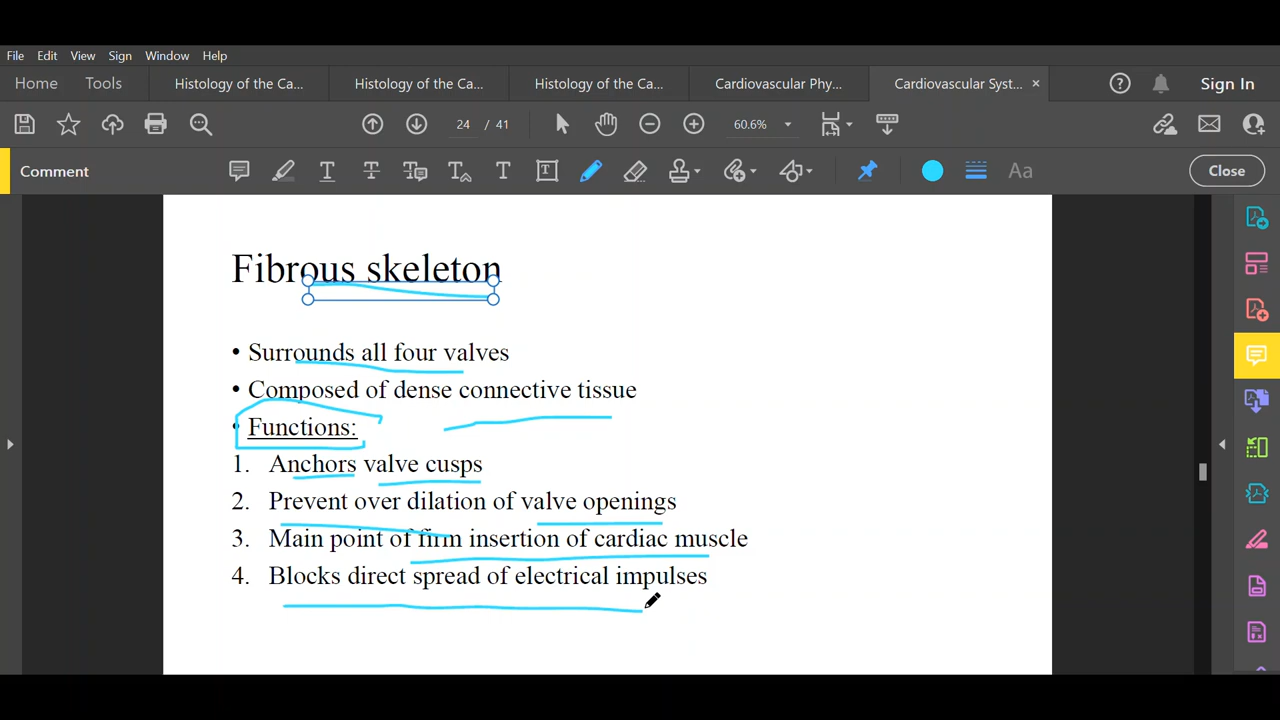 File Edit View Sign Window Help
Home Tools Histology of the Ca... Histology of the Ca... Histology of the Ca... Cardiovascular Phy... Cardiovascular Syst... × Sign In
24 / 41 60.6%
Comment Aa Close
Fibrous skeleton
• Surrounds all four valves
• Composed of dense connective tissue
• Functions:
1. Anchors valve cusps
2. Prevent over dilation of valve openings
3. Main point of firm insertion of cardiac muscle
4. Blocks direct spread of electrical impulses